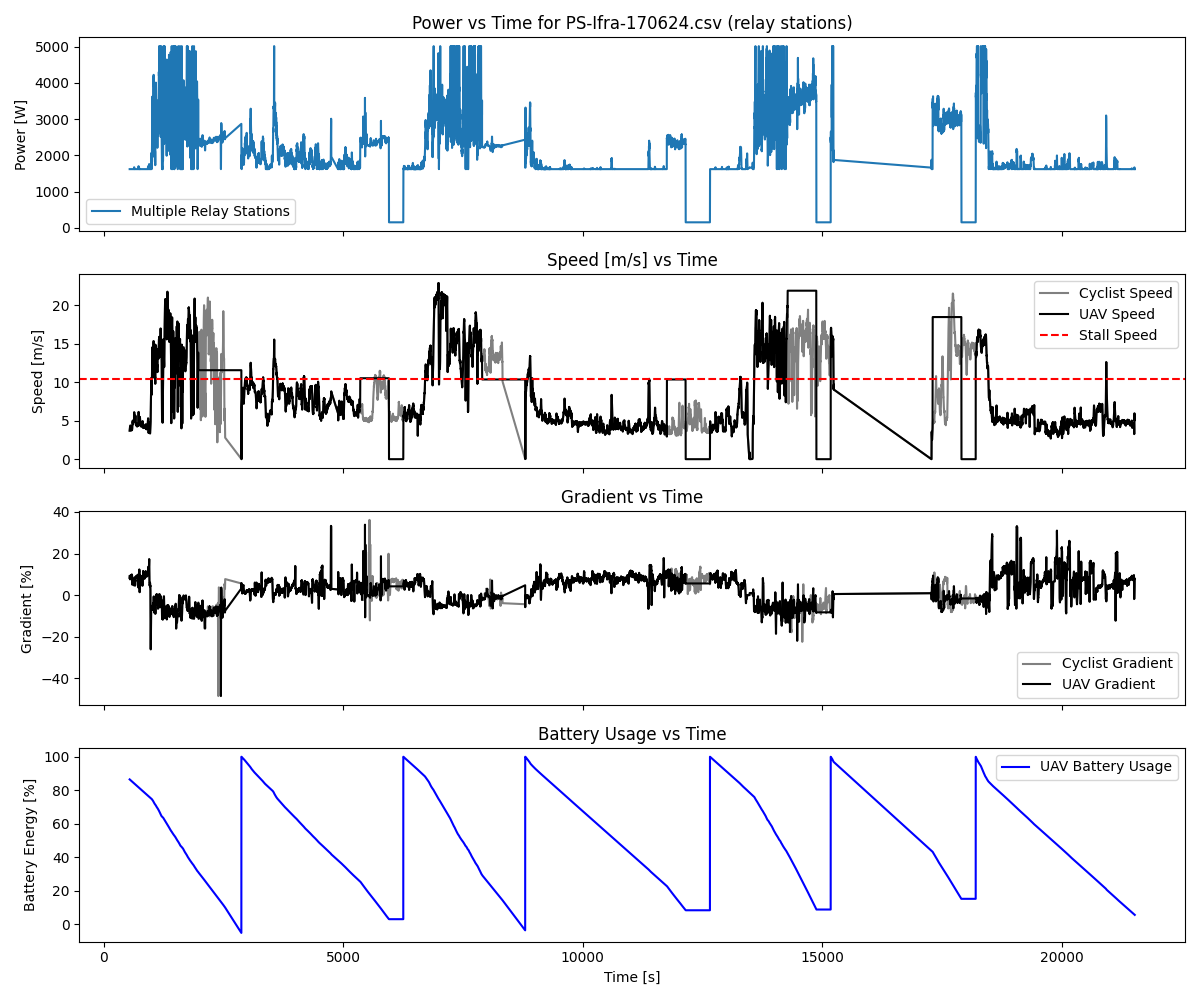 Power vs Time for PS-Ifra-170624.csv (relay stations)
5000
4000
3000
2000
1000
0
Power [W]
Multiple Relay Stations
Speed [m/s] vs Time
20
15
10
5
0
Speed [m/s]
Cyclist Speed
UAV Speed
Stall Speed
Gradient vs Time
40
20
0
−20
−40
Gradient [%]
Cyclist Gradient
UAV Gradient
Battery Usage vs Time
100
80
60
40
20
0
Battery Energy [%]
UAV Battery Usage
0 5000 10000 15000 20000
Time [s]